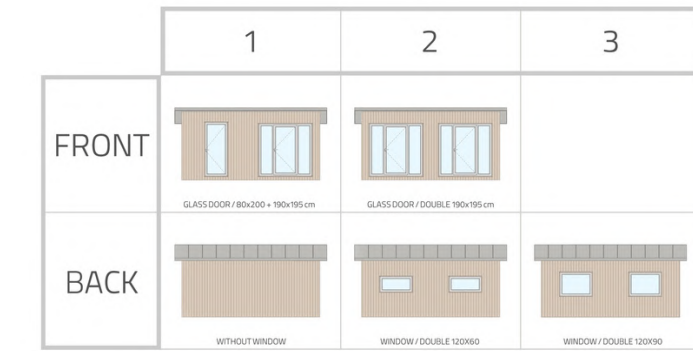 1 2 3
FRONT
GLASS DOOR / 80x200 + 190x195 cm GLASS DOOR / DOUBLE 190x195 cm
BACK
WITHOUT WINDOW WINDOW / DOUBLE 120X60 WINDOW / DOUBLE 120X90